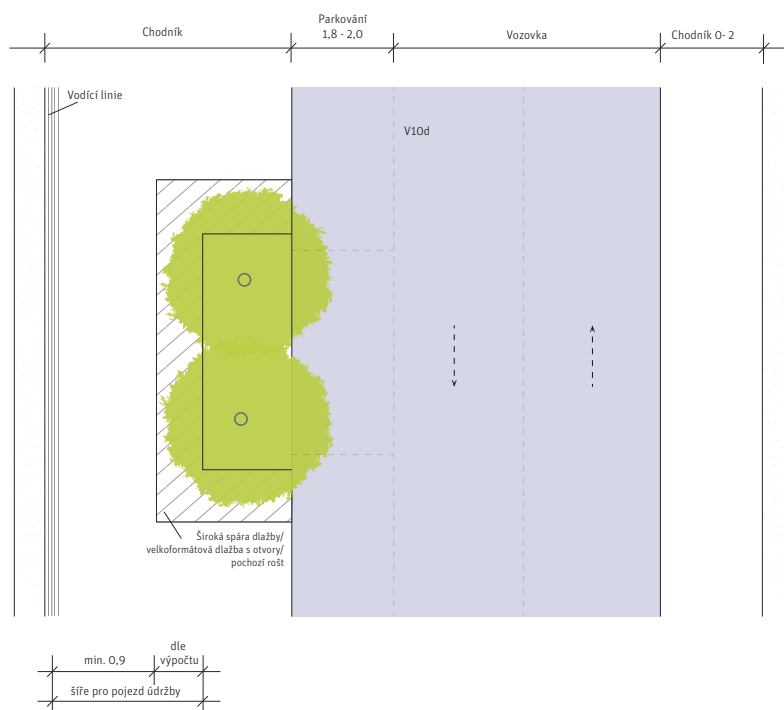 Chodník
Parkování
1,8 - 2,0
Vozovka
Chodník 0- 2
Vodící linie
V10d
Široká spára dlažby/
velkoformátová dlažba s otvory/
pochozí rošt
min. 0,9
dle
výpočtu
šíře pro pojezd údržby